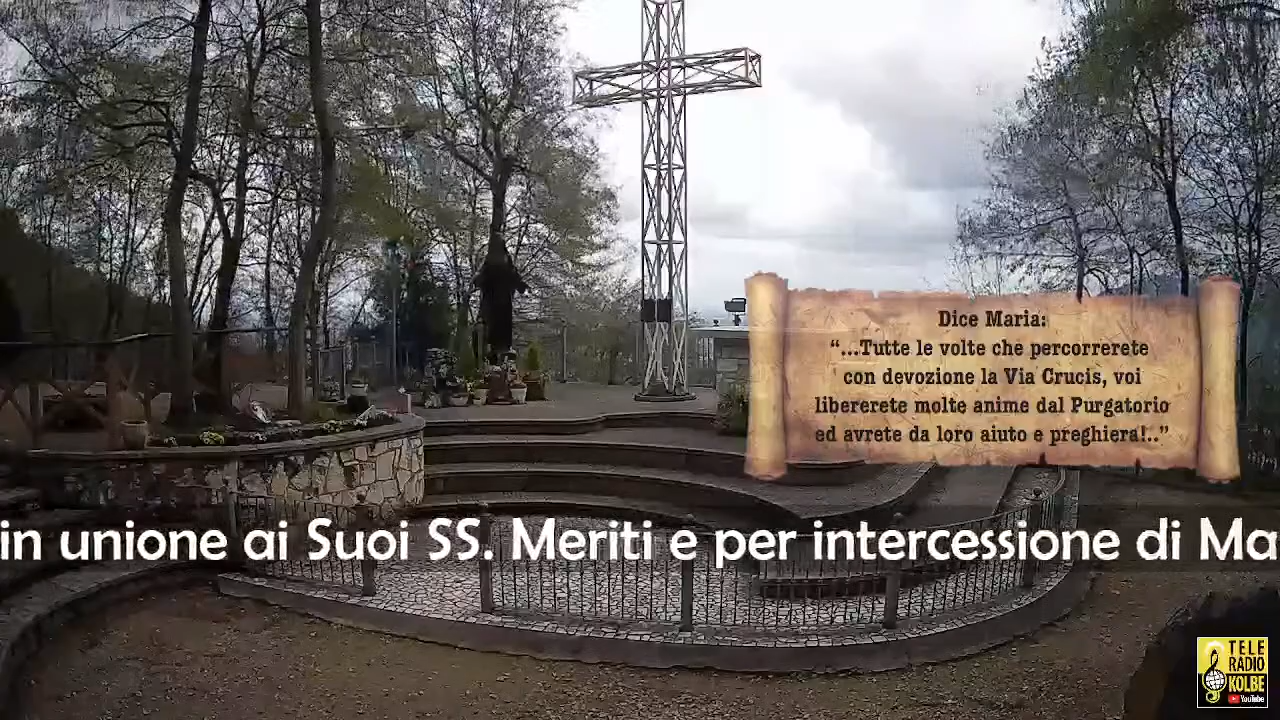 Dice Maria:
“...Tutte le volte che percorrerete
con devozione la Via Crucis, voi
libererete molte anime dal Purgatorio
ed avrete da loro aiuto e preghiera!..”
in unione ai Suoi SS. Meriti e per intercessione di Ma
TELE
RADIO
KOLBE
YouTube